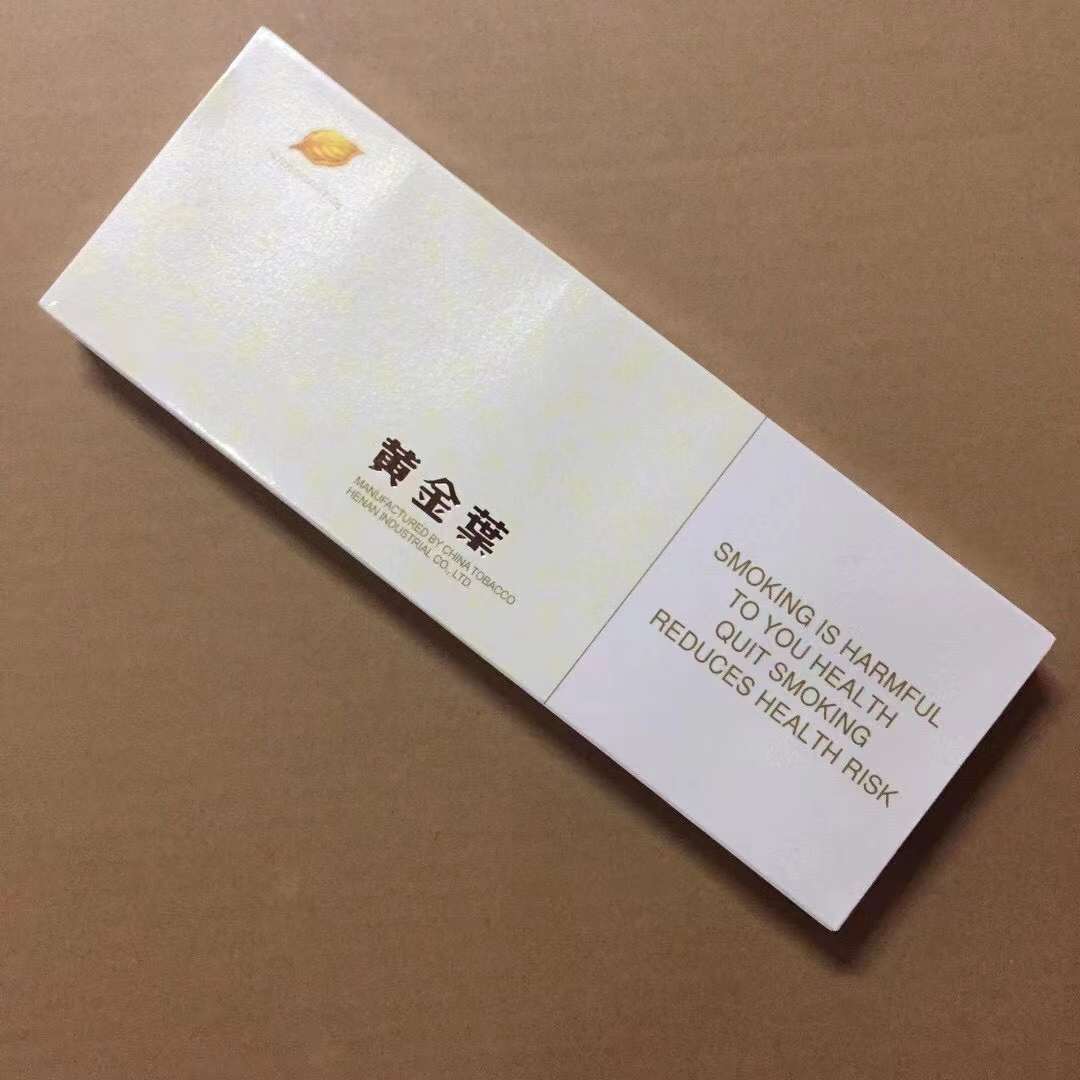 黄金葉
MANUFACTURED BY CHINA TOBACCO
HENAN INDUSTRIAL CO., LTD.
SMOKING IS HARMFUL
TO YOU HEALTH
QUIT SMOKING
REDUCES HEALTH RISK